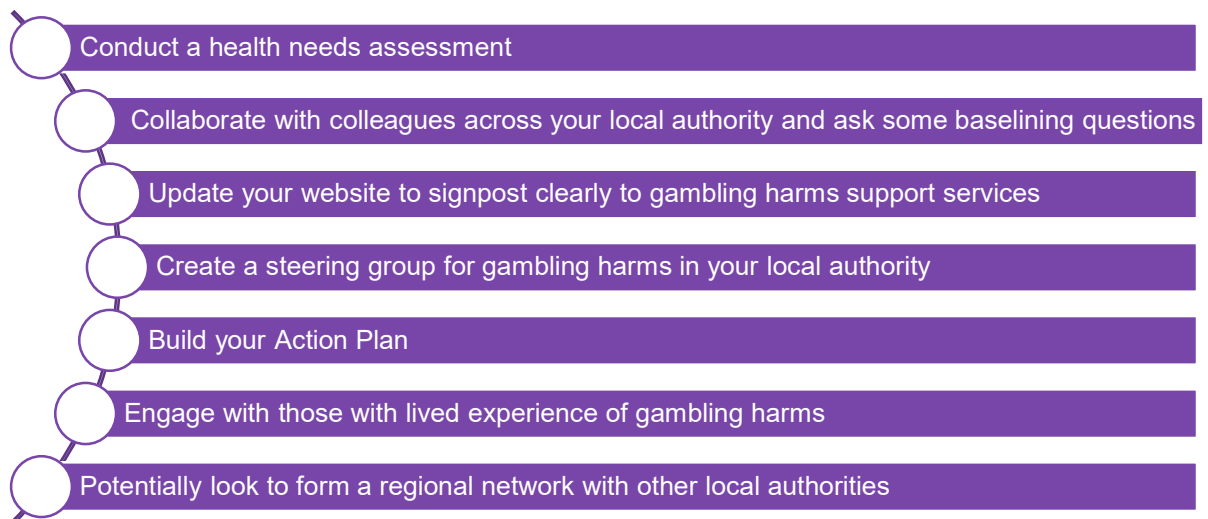 Conduct a health needs assessment
Collaborate with colleagues across your local authority and ask some baselining questions
Update your website to signpost clearly to gambling harms support services
Create a steering group for gambling harms in your local authority
Build your Action Plan
Engage with those with lived experience of gambling harms
Potentially look to form a regional network with other local authorities